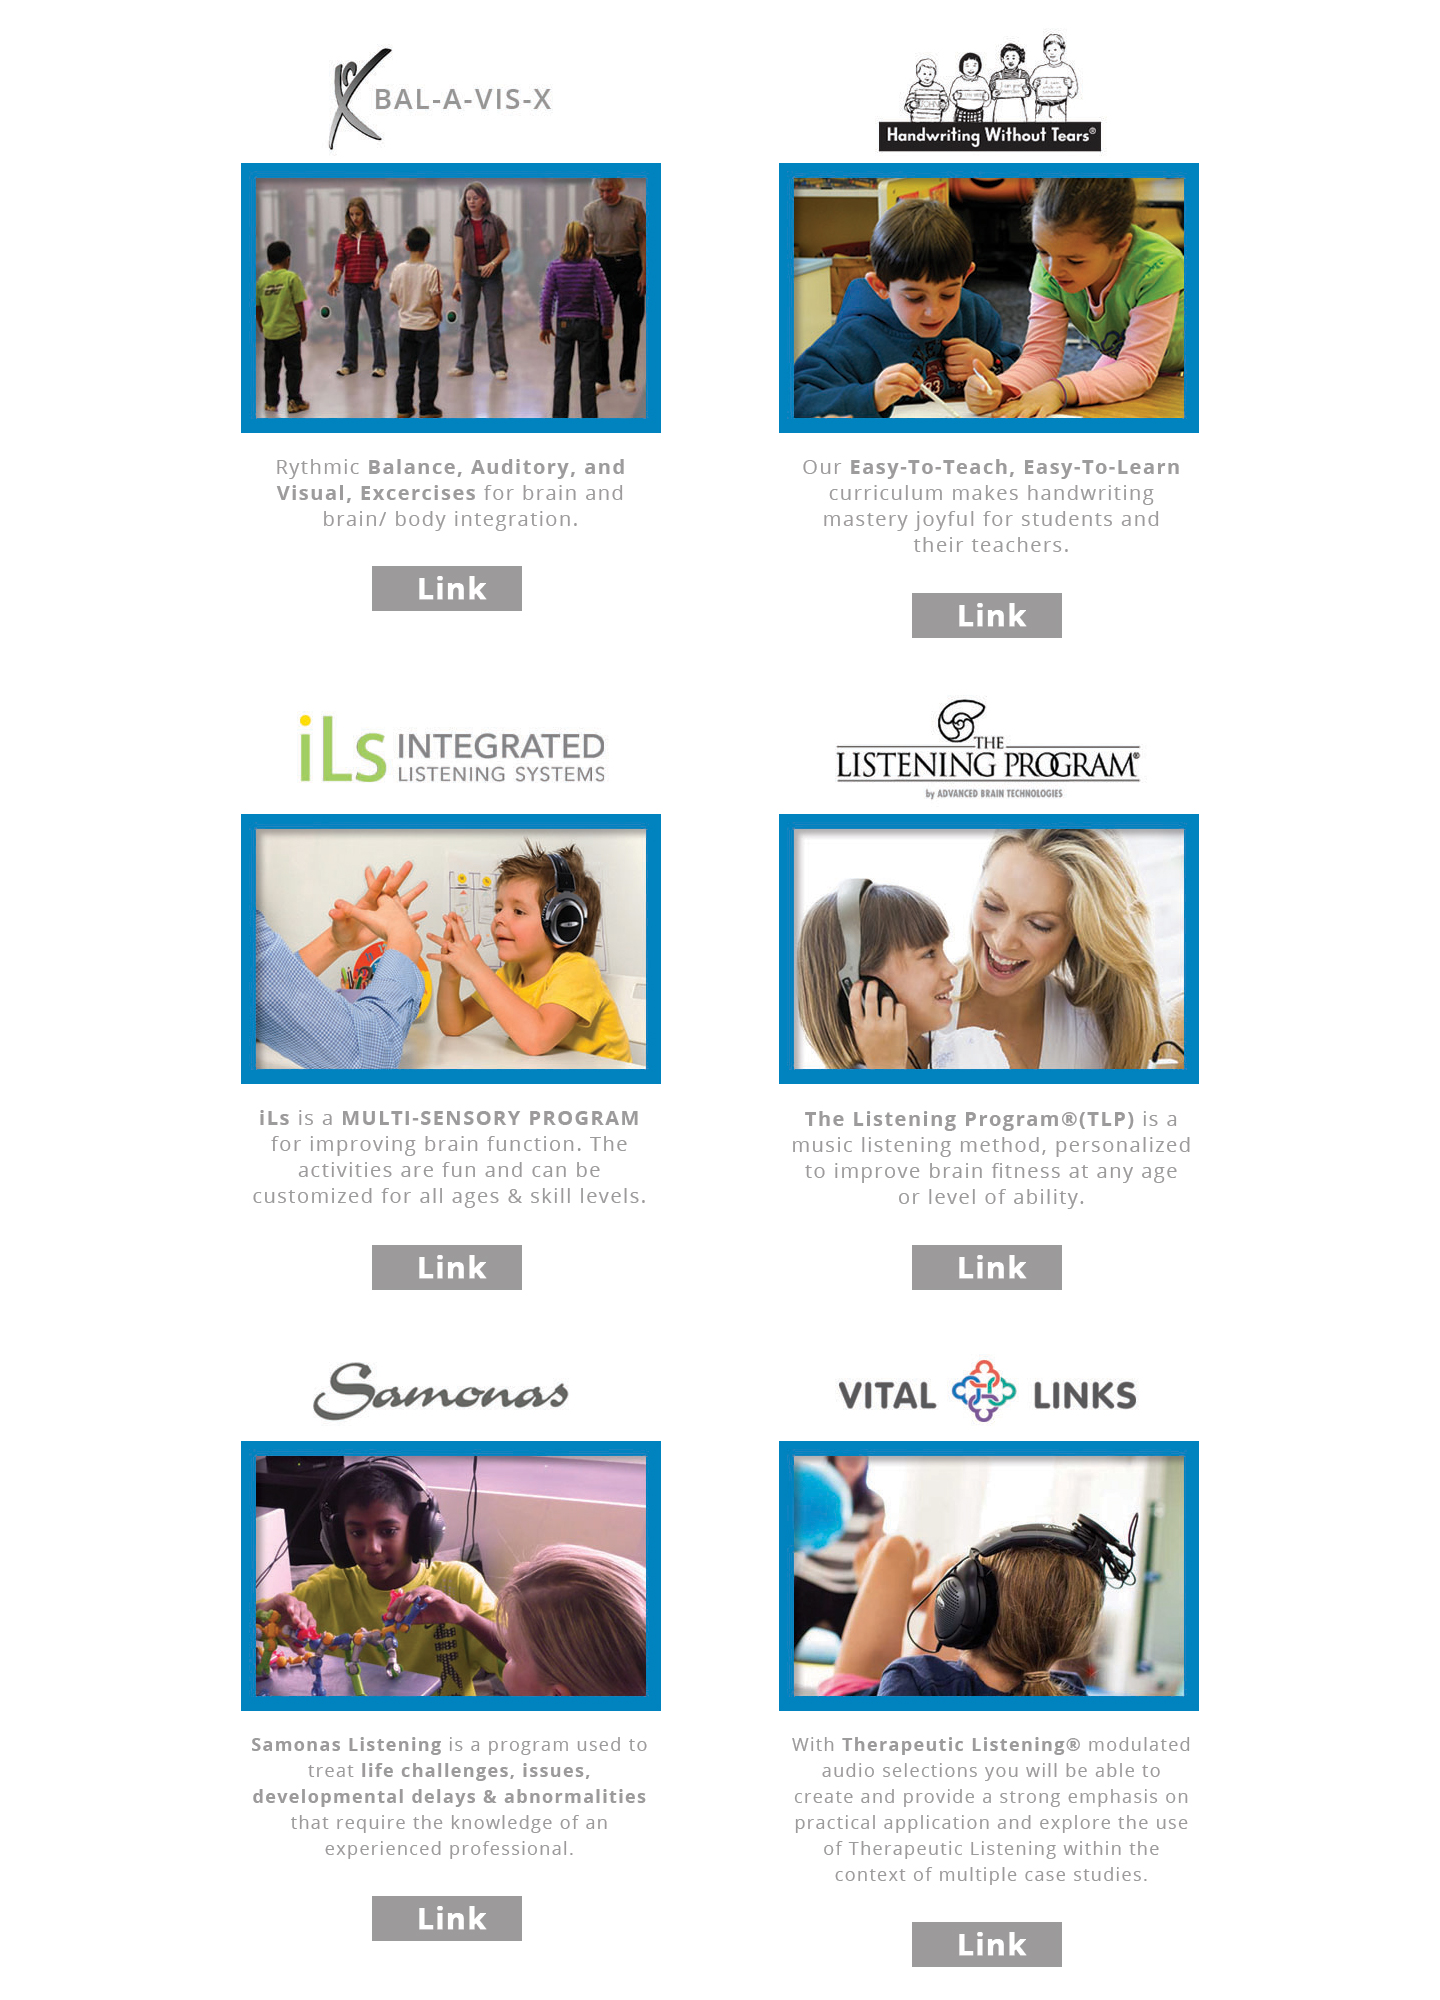 BAL-A-VIS-X
Rythmic Balance, Auditory, and
Visual, Excercises for brain and
brain/ body integration.
Link
Handwriting Without Tears®
Our Easy-To-Teach, Easy-To-Learn
curriculum makes handwriting
mastery joyful for students and
their teachers.
Link
iLs INTEGRATED
LISTENING SYSTEMS
iLs is a MULTI-SENSORY PROGRAM
for improving brain function. The
activities are fun and can be
customized for all ages & skill levels.
Link
THE
LISTENING PROGRAM®
by ADVANCED BRAIN TECHNOLOGIES
The Listening Program®(TLP) is a
music listening method, personalized
to improve brain fitness at any age
or level of ability.
Link
Samonas
Samonas Listening is a program used to
treat life challenges, issues,
developmental delays & abnormalities
that require the knowledge of an
experienced professional.
Link
VITAL LINKS
With Therapeutic Listening® modulated
audio selections you will be able to
create and provide a strong emphasis on
practical application and explore the use
of Therapeutic Listening within the
context of multiple case studies.
Link